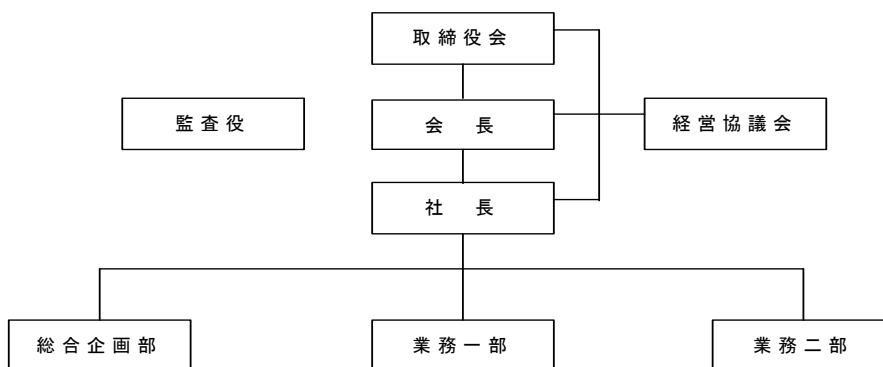 取締役会
監査役
会長
経営協議会
社長
総合企画部
業務一部
業務二部